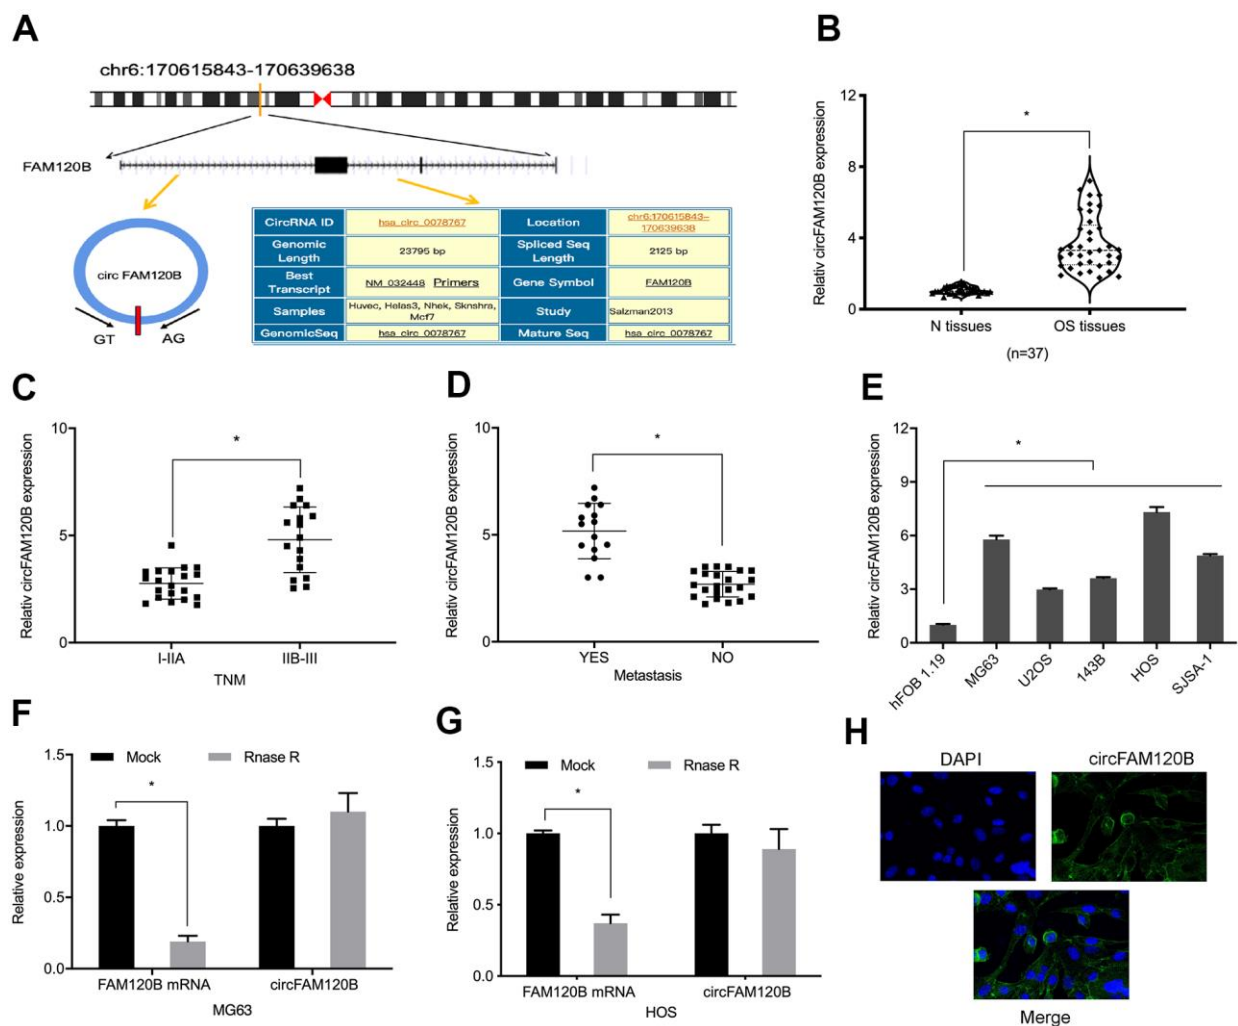 A
chr6:170615843-170639638
FAM120B
circ FAM120B
GT
AG
CircRNA ID
hsa_circ_0078767
Location
chr6:170615843–
170639638
Genomic
Length
23795 bp
Spliced Seq
Length
2125 bp
Best
Transcript
NM_032448 Primers
Gene Symbol
FAM120B
Samples
Huvec, Helas3, Nhek, Sknshra,
Mcf7
Study
Salzman2013
GenomicSeq
hsa_circ_0078767
Mature Seq
hsa_circ_0078767
B
Relativ circFAM120B expression
12
8
4
0
*
N tissues
OS tissues
(n=37)
C
Relativ circFAM120B expression
10
5
0
*
I-IIA
IIB-III
TNM
D
Relativ circFAM120B expression
10
5
0
*
YES
NO
Metastasis
E
Relativ circFAM120B expression
12
9
6
3
0
*
hFOB 1.19
MG63
U2OS
143B
HOS
SJSA-1
F
Relative expression
1.5
1.0
0.5
0.0
Mock
Rnase R
*
FAM120B mRNA
circFAM120B
MG63
G
Relative expression
1.5
1.0
0.5
0.0
Mock
Rnase R
*
FAM120B mRNA
circFAM120B
HOS
H
DAPI
circFAM120B
Merge